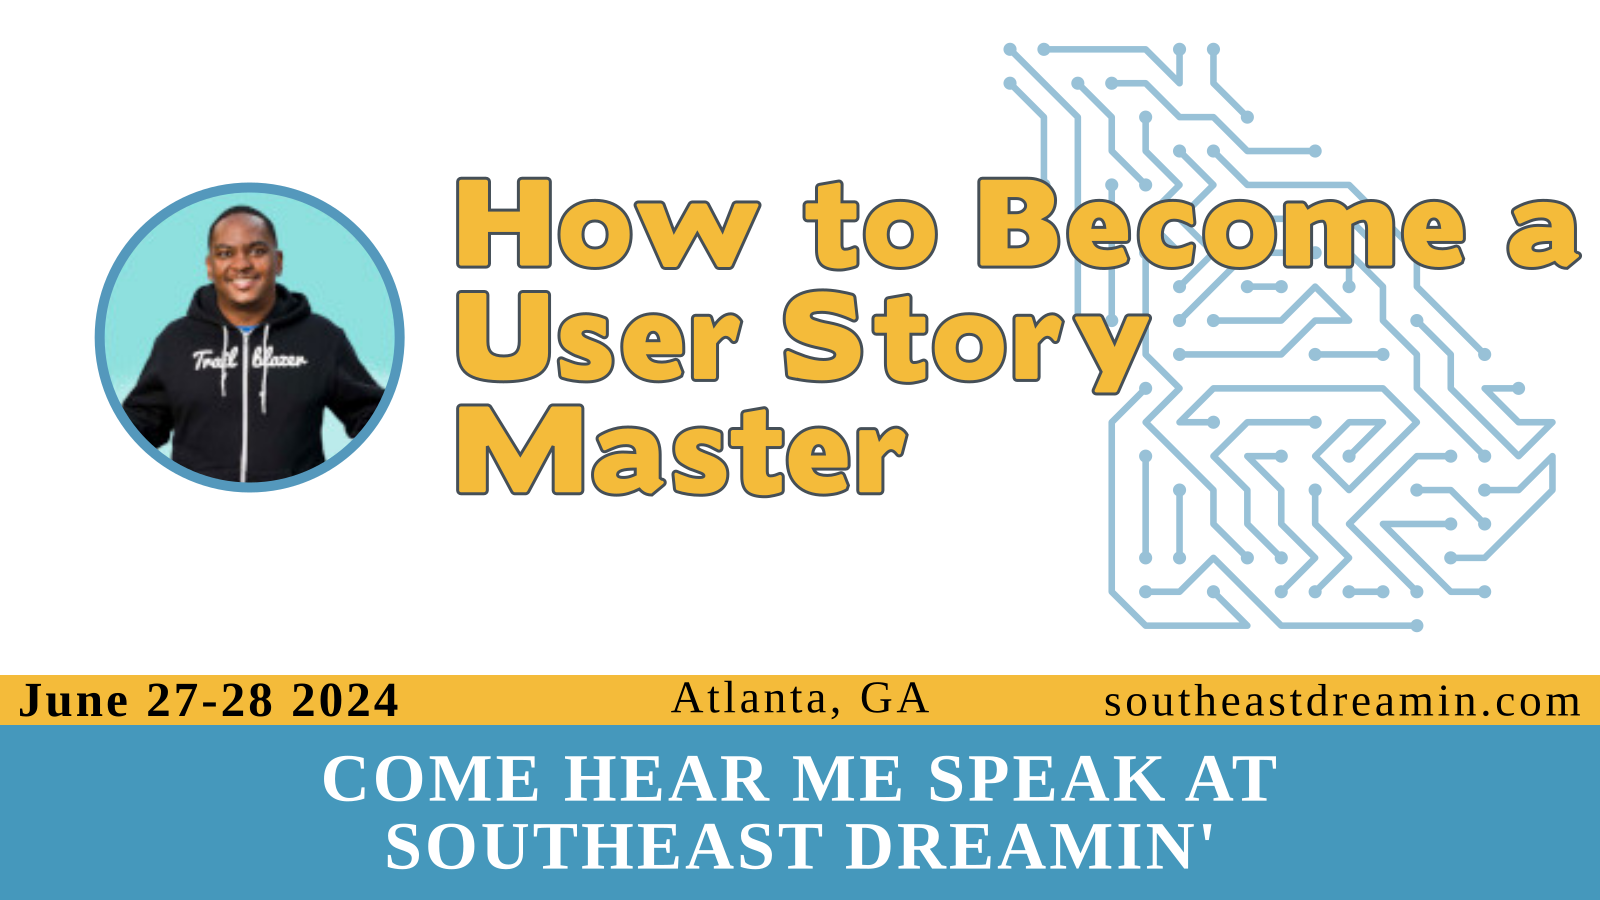 How to Become a
User Story
Master
Trail blazer
June 27-28 2024
Atlanta, GA
southeastdreamin.com
COME HEAR ME SPEAK AT
SOUTHEAST DREAMIN'